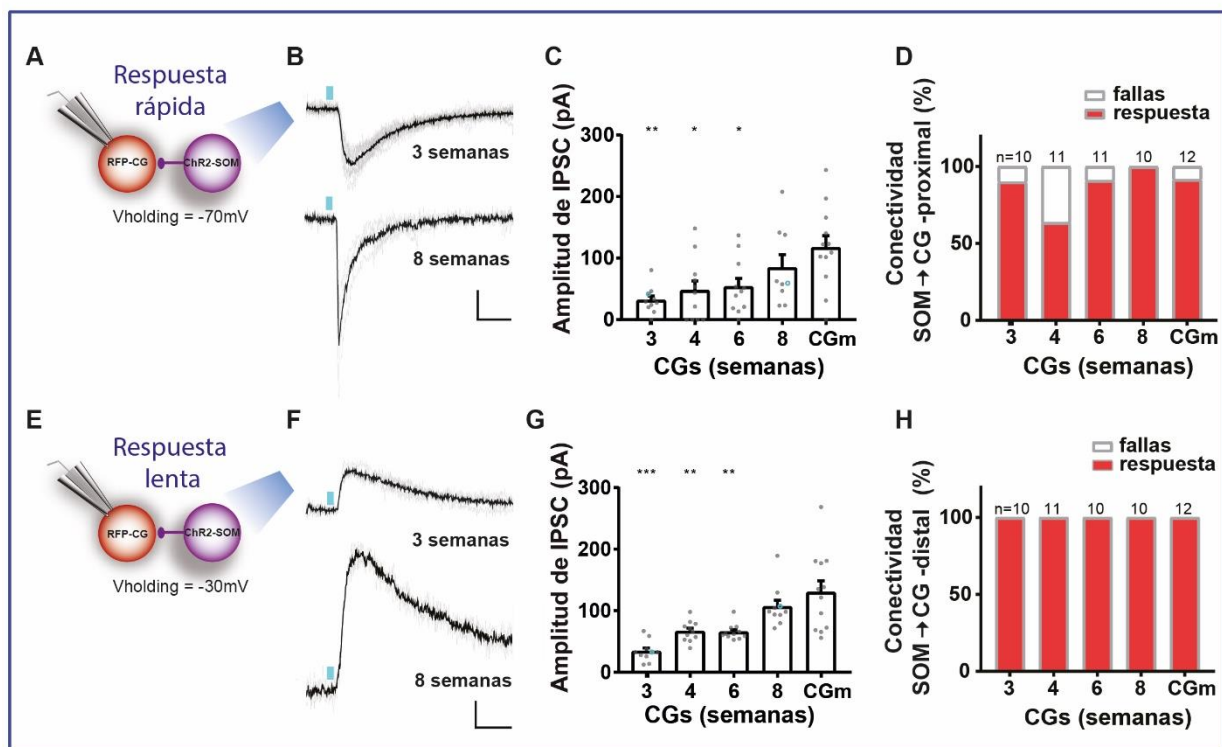 A
Respuesta
rápida
RFP-CG
ChR2-SOM
Vholding = -70mV
B
3 semanas
8 semanas
C
Amplitud de IPSC (pA)
300
200
100
0
** * *
3 4 6 8 CGm
CGs (semanas)
D
Conectividad
SOM→CG -proximal (%)
fallas
respuesta
100
50
0
n=10 11 11 10 12
3 4 6 8 CGm
CGs (semanas)
E
Respuesta
lenta
RFP-CG
ChR2-SOM
Vholding = -30mV
F
3 semanas
8 semanas
G
Amplitud de IPSC (pA)
300
200
100
0
*** ** **
3 4 6 8 CGm
CGs (semanas)
H
Conectividad
SOM→CG -distal (%)
fallas
respuesta
100
50
0
n=10 11 10 10 12
3 4 6 8 CGm
CGs (semanas)